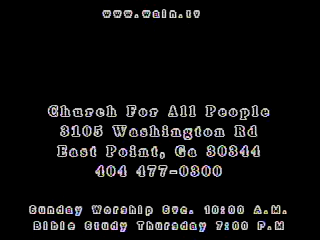 www.wain.tv
Church For All People
3105 Washington Rd
East Point, Ga 30344
404 477-0300
Sunday Worship Svc. 10:00 A.M.
Bible Study Thursday 7:00 P.M